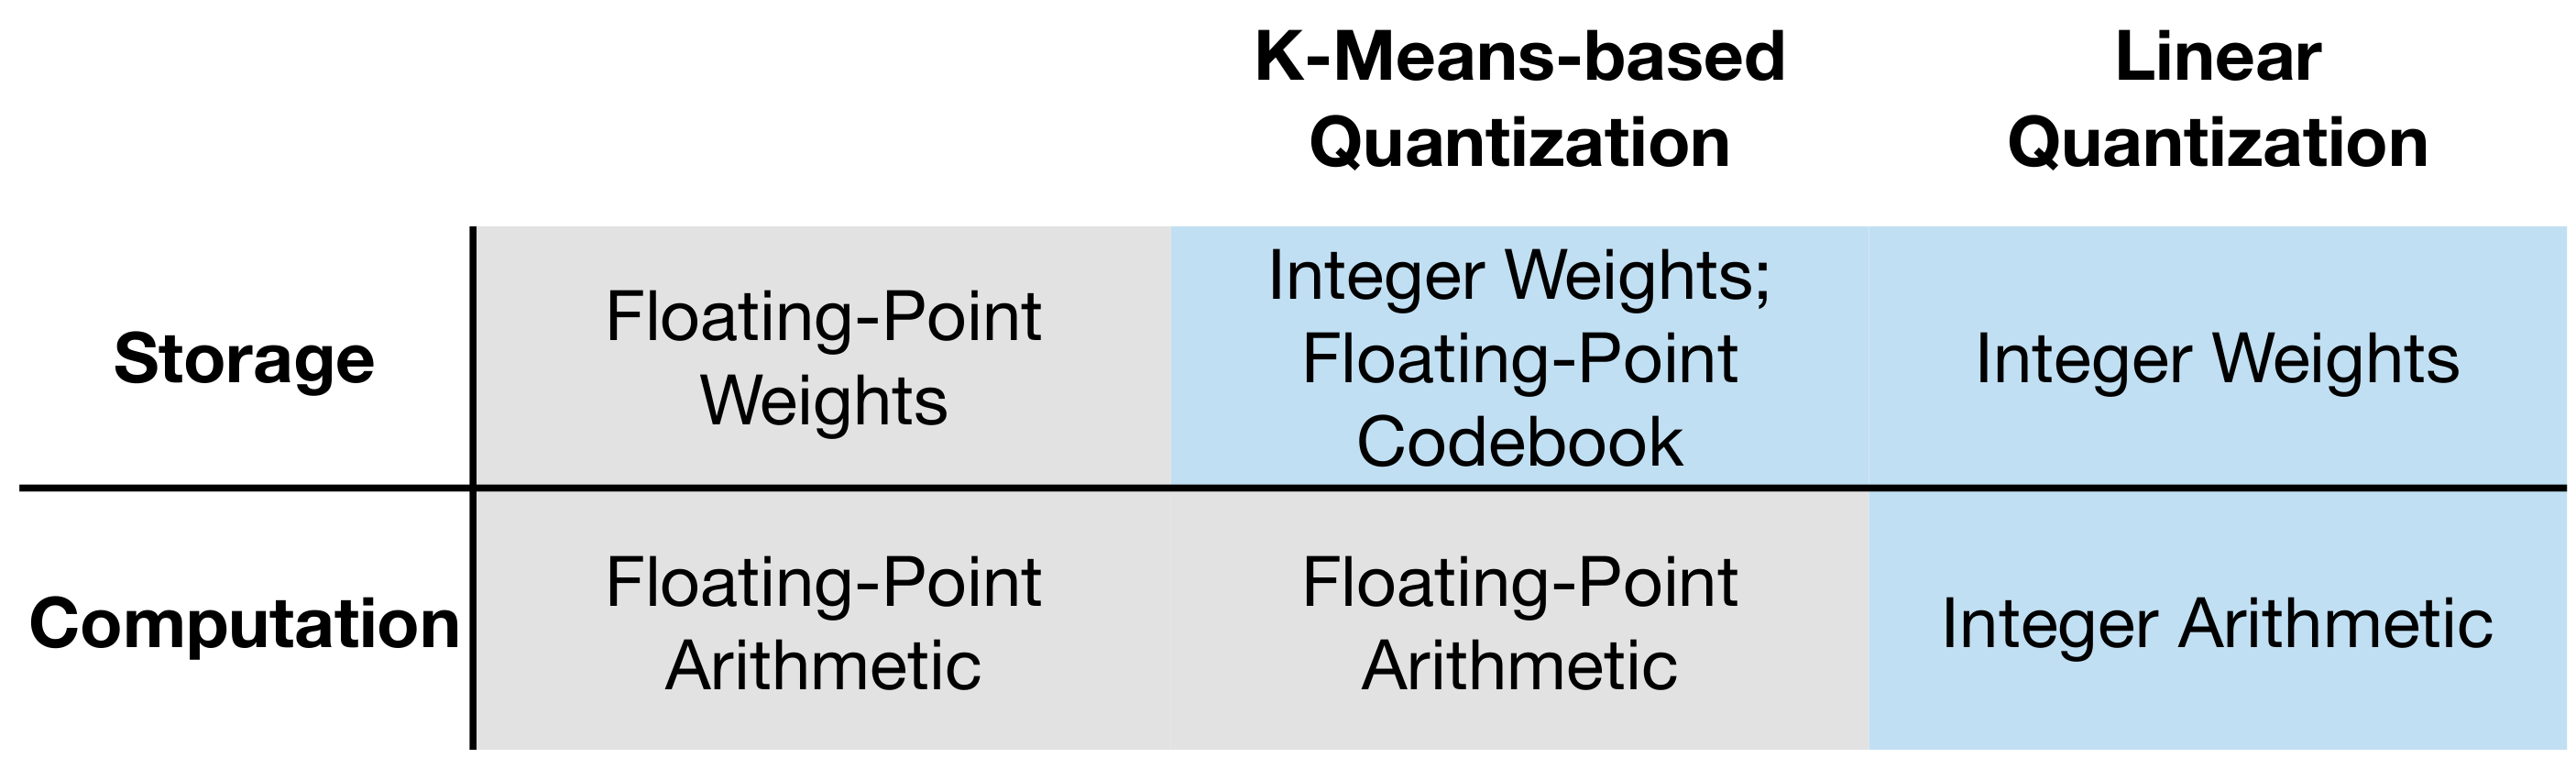 K-Means-based
Quantization
Linear
Quantization
Storage
Floating-Point
Weights
Integer Weights;
Floating-Point
Codebook
Integer Weights
Computation
Floating-Point
Arithmetic
Floating-Point
Arithmetic
Integer Arithmetic